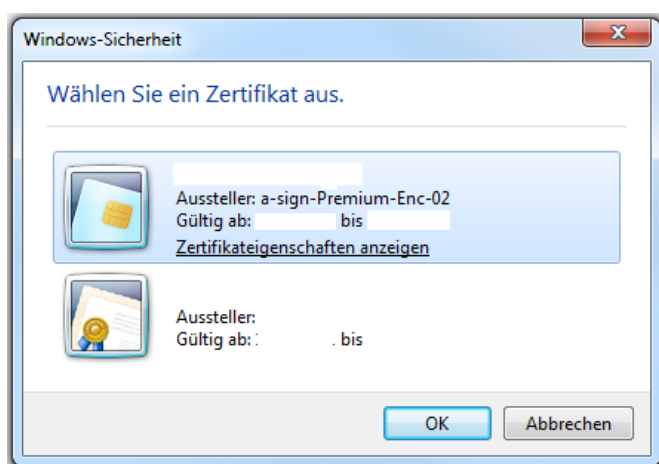 Windows-Sicherheit
Wählen Sie ein Zertifikat aus.
Aussteller: a-sign-Premium-Enc-02
Gültig ab: bis
Zertifikateigenschaften anzeigen
Aussteller:
Gültig ab: . bis
OK Abbrechen